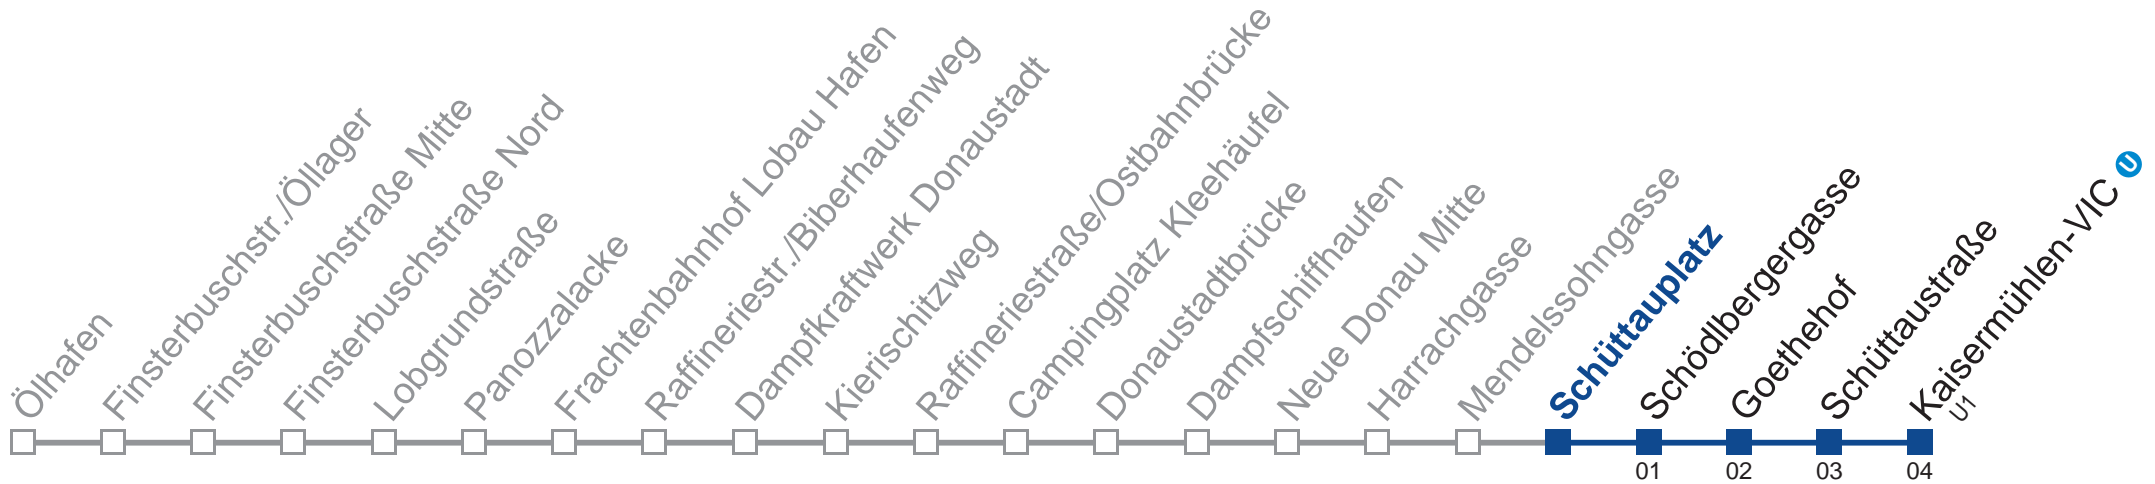 Ölhafen
Finsterbuschstr./Öllager
Finsterbuschstraße Mitte
Finsterbuschstraße Nord
Lobgrundstraße
Panozzalacke
Frachtenbahnhof Lobau Hafen
Raffineriestr./Biberhaufenweg
Dampfkraftwerk Donaustadt
Kierischitzweg
Raffineriestraße/Ostbahnbrücke
Campingplatz Kleehäufel
Donaustadtbrücke
Dampfschiffhaufen
Neue Donau Mitte
Harrachgasse
Mendelssohngasse
Schüttauplatz
Schödlbergergasse
Goethehof
Schüttaustraße
Kaisermühlen-VIC U
U1
01
02
03
04